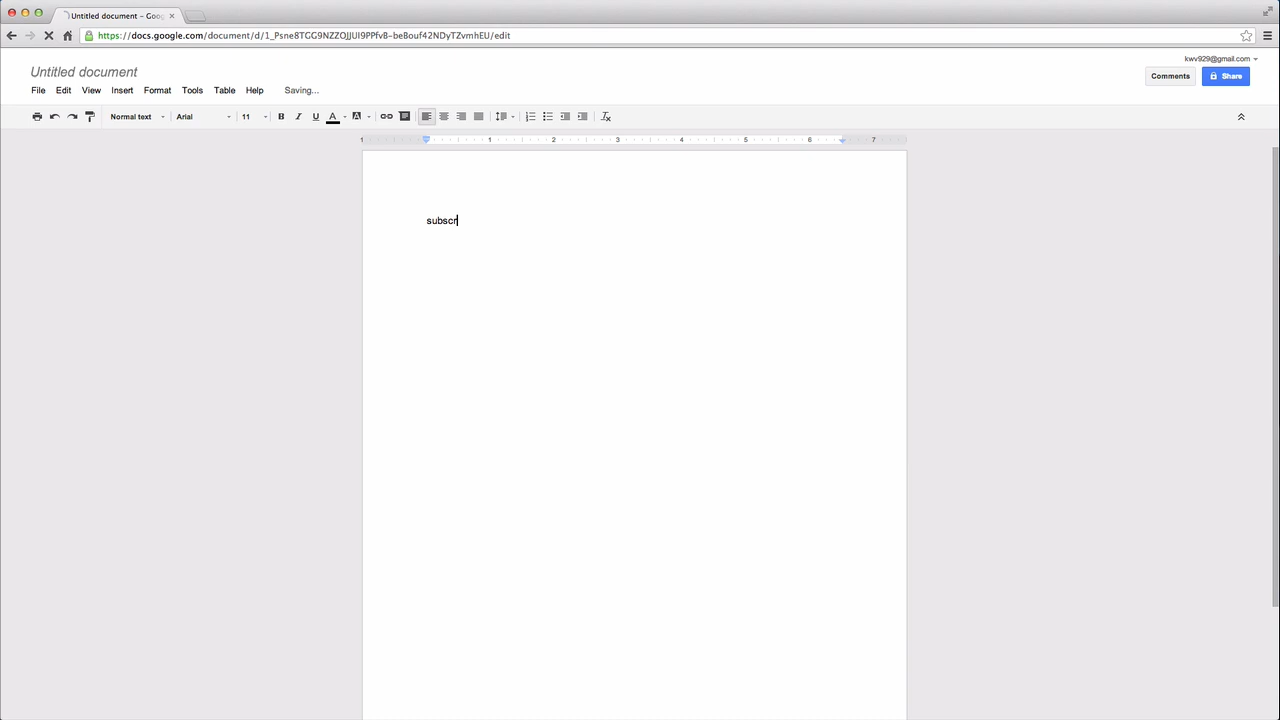 Untitled document – Goo
https://docs.google.com/document/d/1_Psne8TGG9NZZOJJUI9PPfvB-beBouf42NDyTZvmhEU/edit
kwv929@gmail.com
Untitled document
Comments
Share
File Edit View Insert Format Tools Table Help Saving...
Normal text Arial 11 B I U A A
1 1 2 3 4 5 6 7
subscr